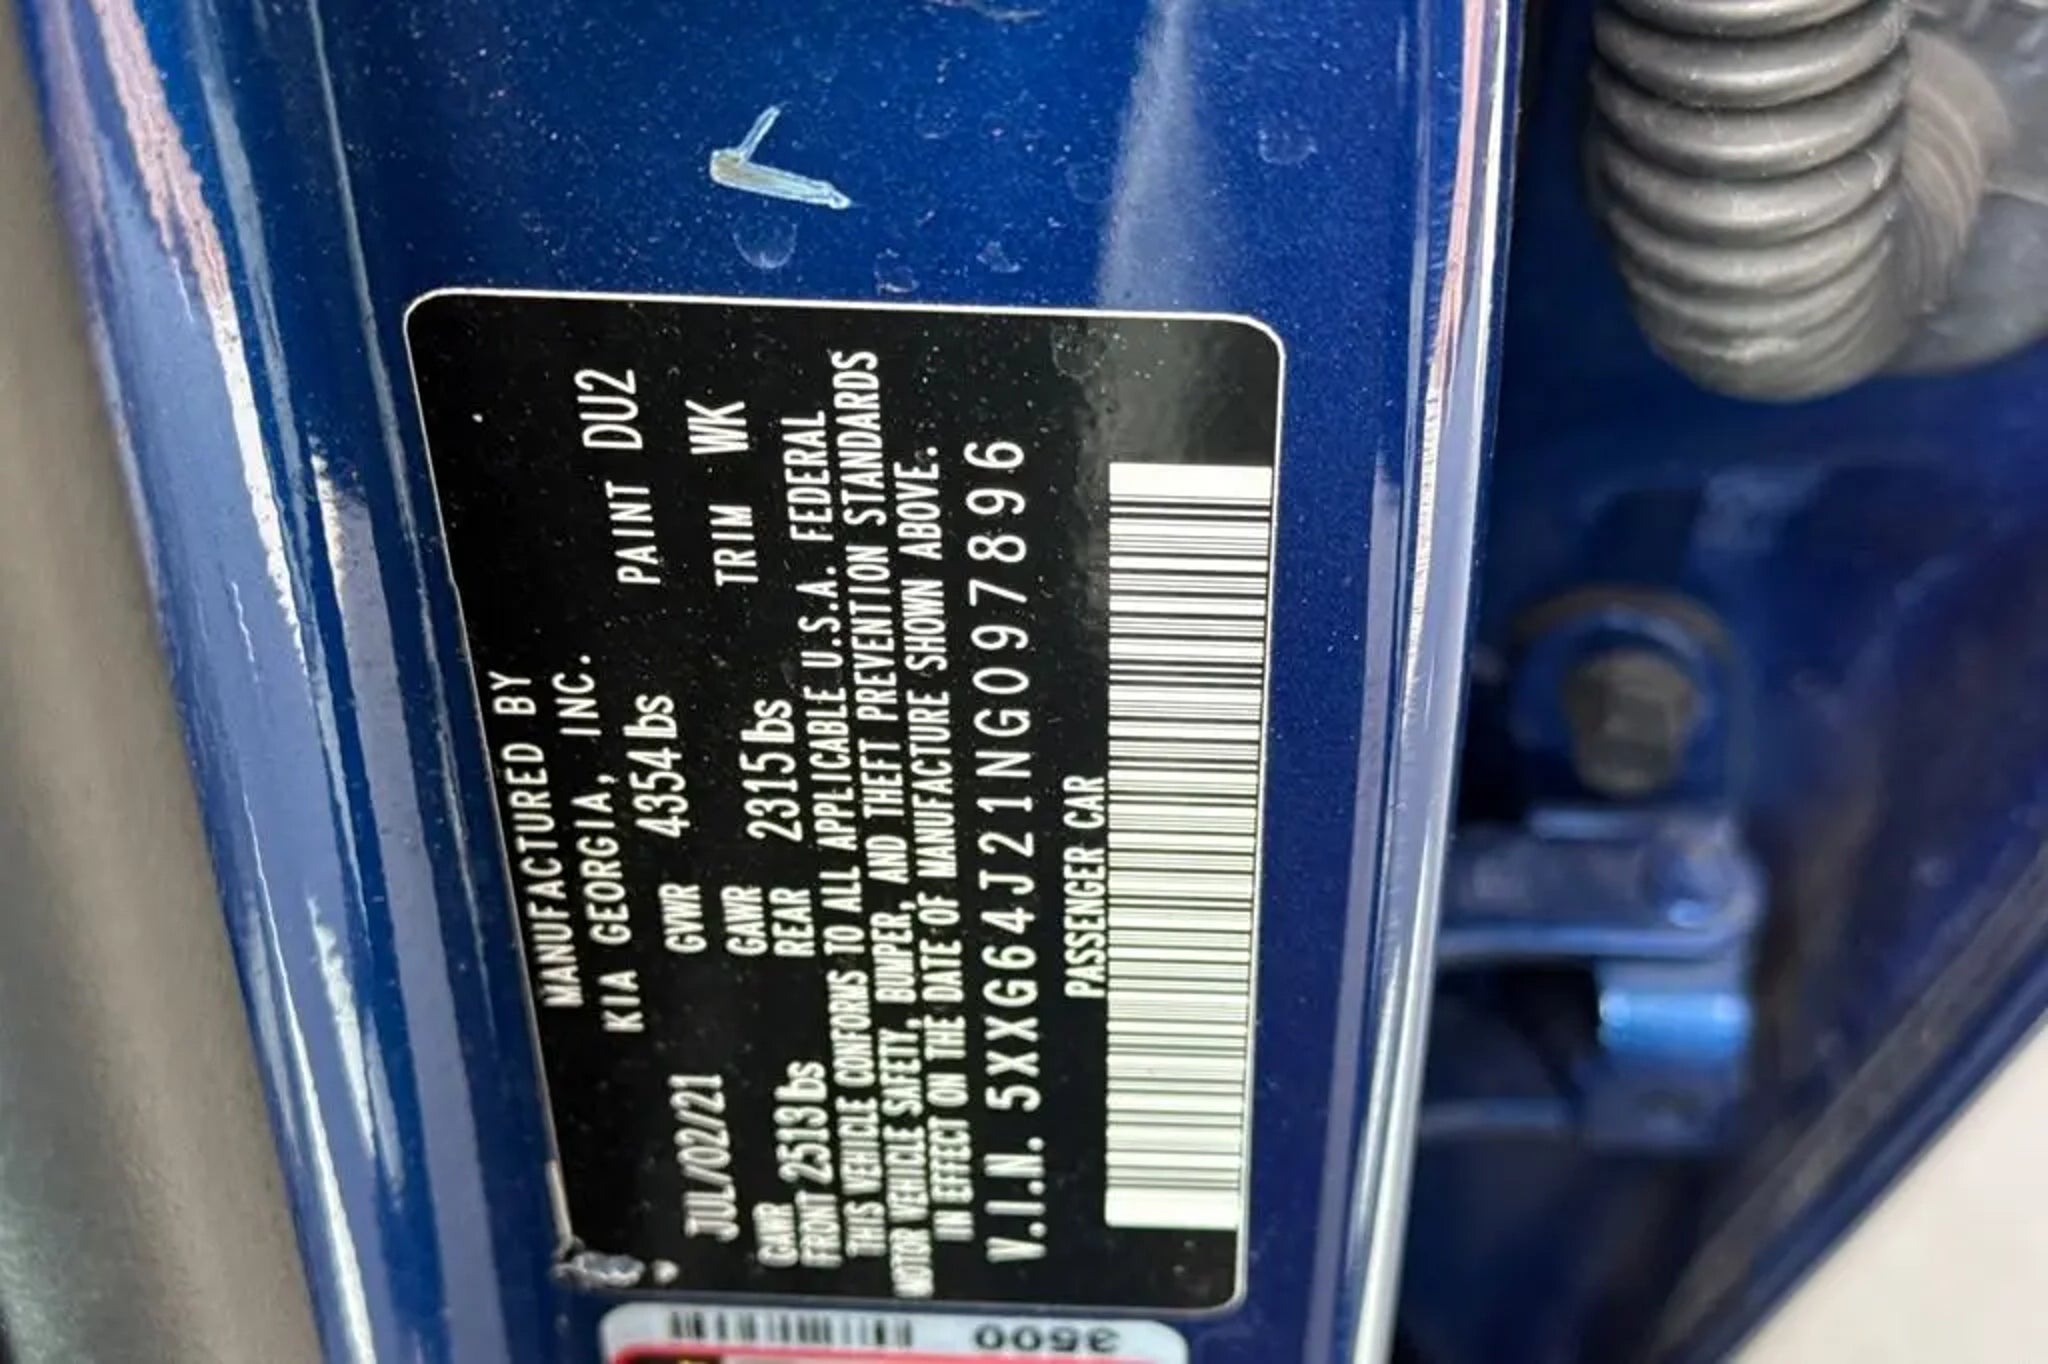 MANUFACTURED BY
KIA GEORGIA, INC.
JUL/02/21 GVWR 4354lbs PAINT DU2
GAWR FRONT 2513lbs GAWR REAR 2315lbs TRIM WK
THIS VEHICLE CONFORMS TO ALL APPLICABLE U.S.A. FEDERAL
MOTOR VEHICLE SAFETY, BUMPER, AND THEFT PREVENTION STANDARDS
IN EFFECT ON THE DATE OF MANUFACTURE SHOWN ABOVE.
V.I.N. 5XXG64J21NG097896
PASSENGER CAR
3500